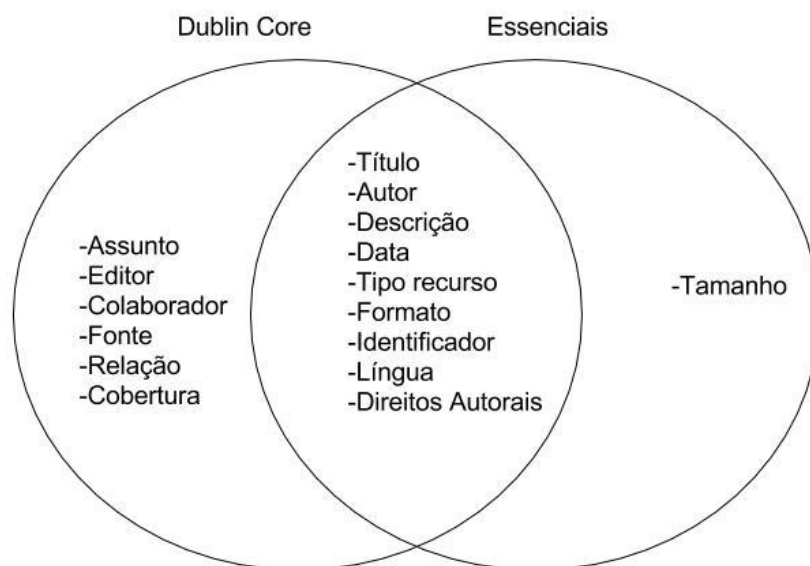 Dublin Core
Essenciais
-Assunto
-Editor
-Colaborador
-Fonte
-Relação
-Cobertura
-Título
-Autor
-Descrição
-Data
-Tipo recurso
-Formato
-Identificador
-Língua
-Direitos Autorais
-Tamanho